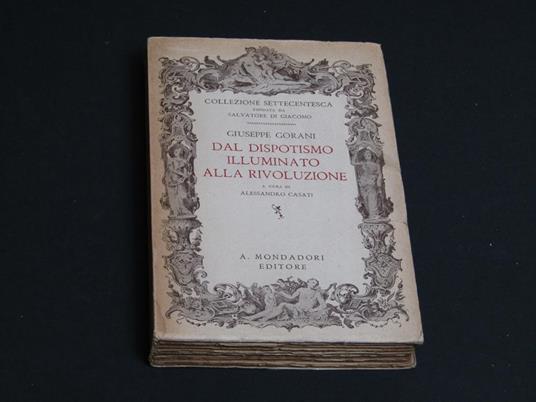 COLLEZIONE SETTECENTESCA
FONDATA DA
SALVATORE DI GIACOMO
GIUSEPPE GORANI
DAL DISPOTISMO
ILLUMINATO
ALLA RIVOLUZIONE
A CURA DI
ALESSANDRO CASATI
A. MONDADORI
EDITORE